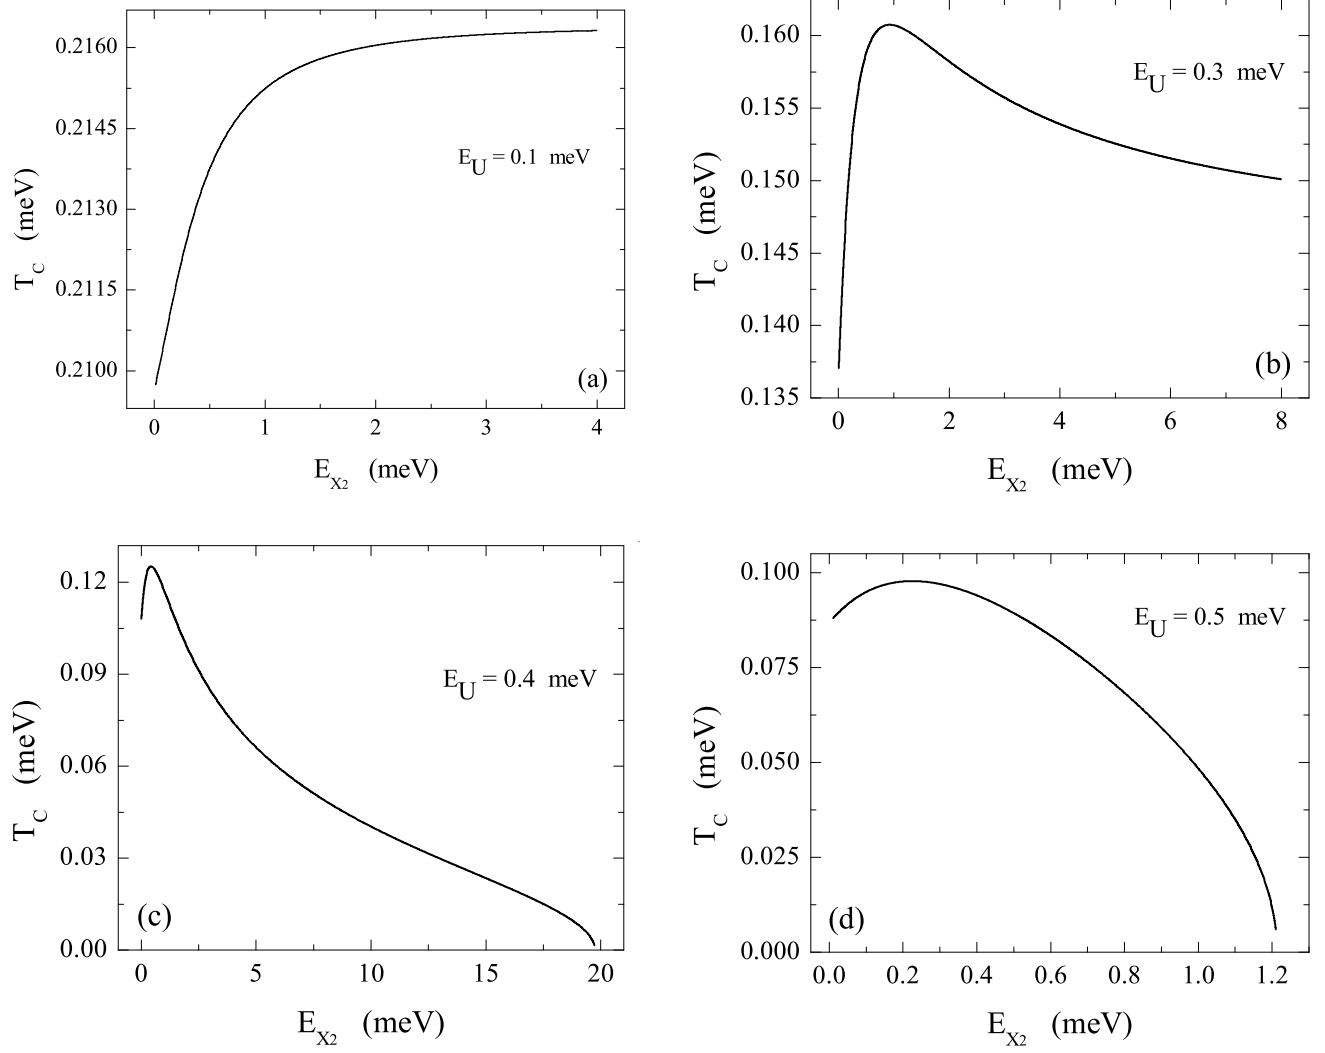 0.2160
0.2145
0.2130
0.2115
0.2100
T_C (meV)
E_U = 0.1 meV
(a)
0 1 2 3 4
E_X2 (meV)
0.160
0.155
0.150
0.145
0.140
0.135
T_C (meV)
E_U = 0.3 meV
(b)
0 2 4 6 8
E_X2 (meV)
0.12
0.09
0.06
0.03
0.00
T_C (meV)
E_U = 0.4 meV
(c)
0 5 10 15 20
E_X2 (meV)
0.100
0.075
0.050
0.025
0.000
T_C (meV)
E_U = 0.5 meV
(d)
0.0 0.2 0.4 0.6 0.8 1.0 1.2
E_X2 (meV)